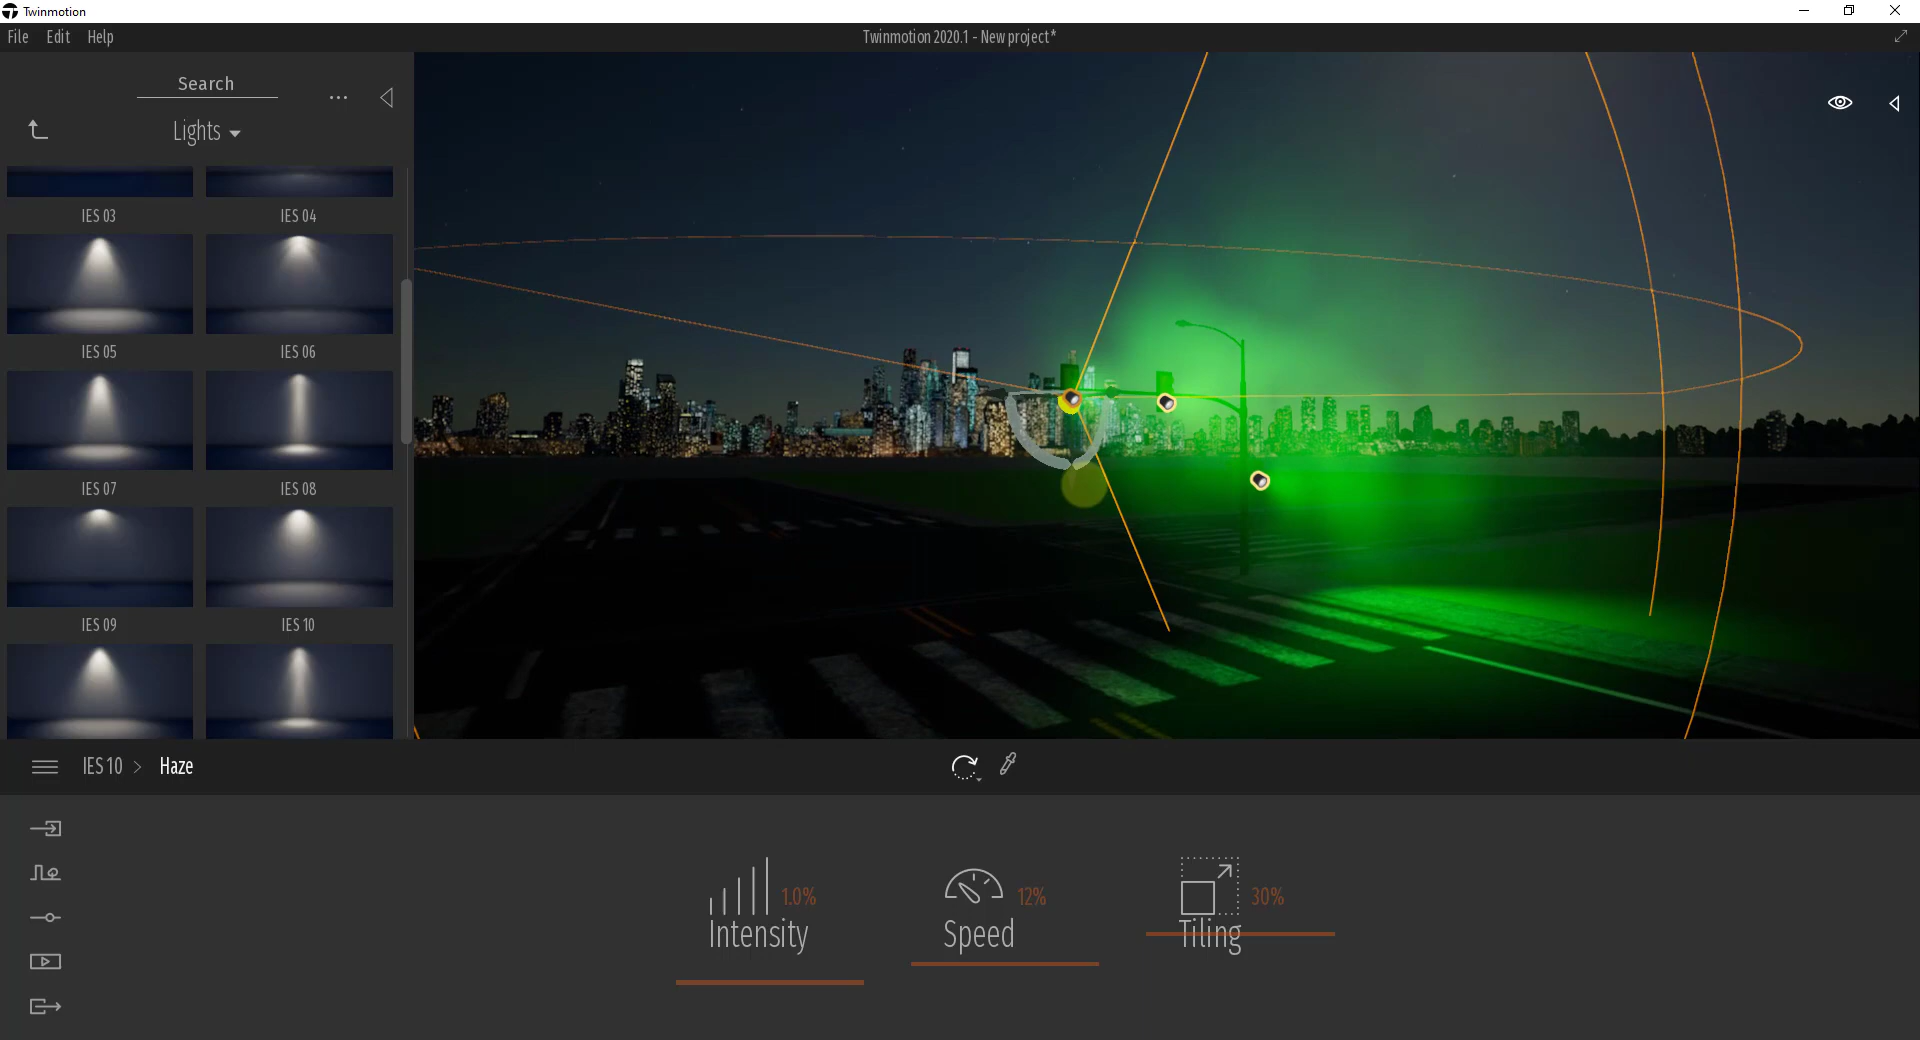 Twinmotion
File Edit Help
Twinmotion 2020.1 - New project*
Search
Lights
IES 03
IES 04
IES 05
IES 06
IES 07
IES 08
IES 09
IES 10
IES 10 > Haze
1.0%
Intensity
12%
Speed
30%
Tiling